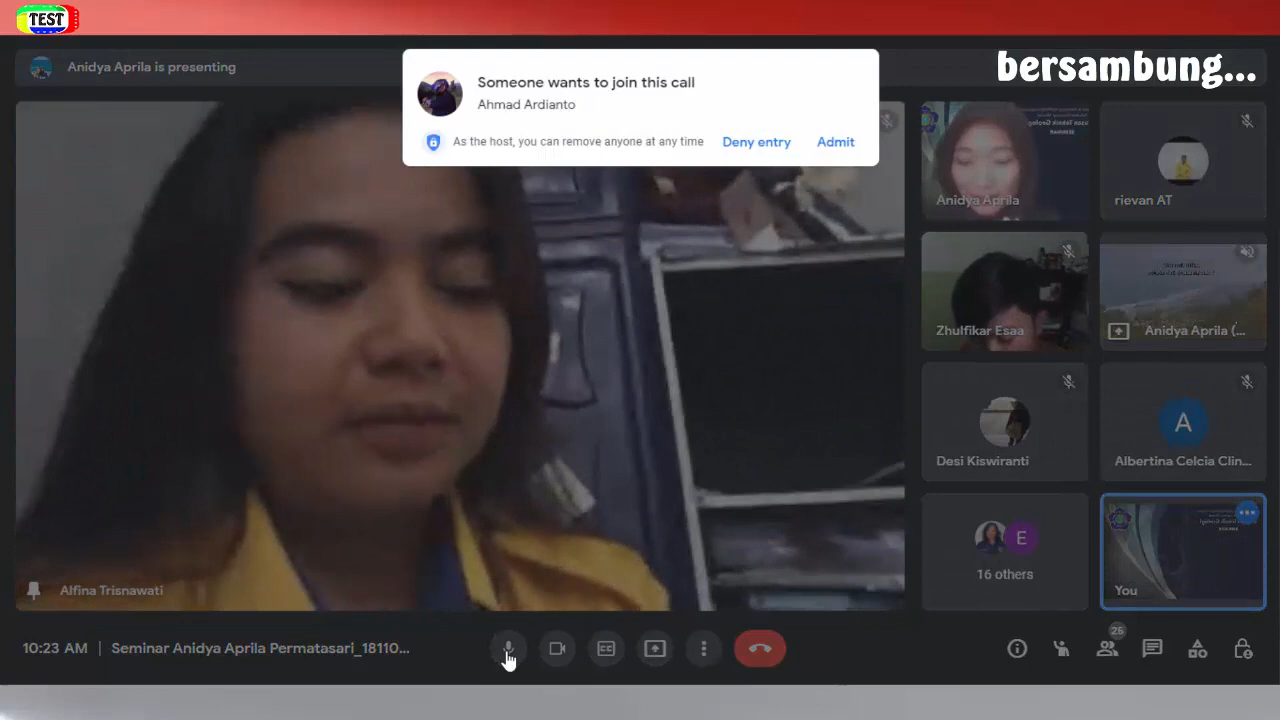 TEST
Anidya Aprila is presenting
bersambung...
Someone wants to join this call
Ahmad Ardianto
As the host, you can remove anyone at any time
Deny entry
Admit
Anidya Aprila
rievan AT
Zhulfikar Esaa
Anidya Aprila (...
Desi Kiswiranti
A
Albertina Celcia Clin...
E
16 others
You
Alfina Trisnawati
10:23 AM | Seminar Anidya Aprila Permatasari_18110...
CC
26